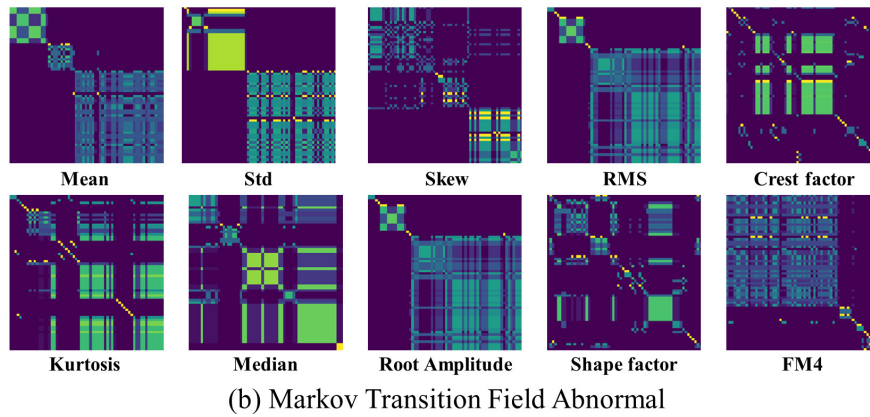 Mean Std Skew RMS Crest factor
Kurtosis Median Root Amplitude Shape factor FM4
(b) Markov Transition Field Abnormal